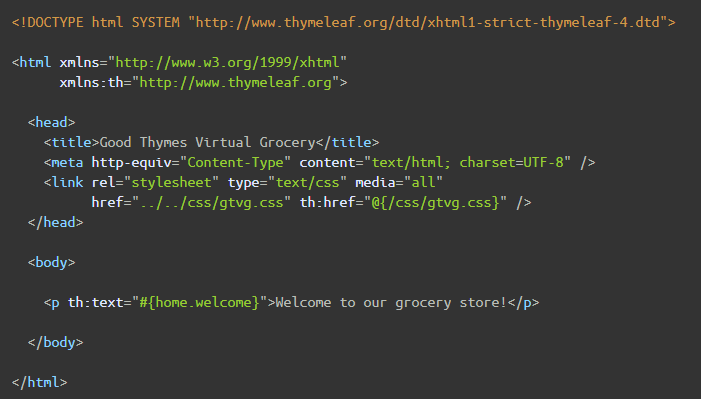 <!DOCTYPE html SYSTEM "http://www.thymeleaf.org/dtd/xhtml1-strict-thymeleaf-4.dtd">
<html xmlns="http://www.w3.org/1999/xhtml"
xmlns:th="http://www.thymeleaf.org">
<head>
<title>Good Thymes Virtual Grocery</title>
<meta http-equiv="Content-Type" content="text/html; charset=UTF-8" />
<link rel="stylesheet" type="text/css" media="all"
href="../../css/gtvg.css" th:href="@{/css/gtvg.css}" />
</head>
<body>
<p th:text="#{home.welcome}">Welcome to our grocery store!</p>
</body>
</html>